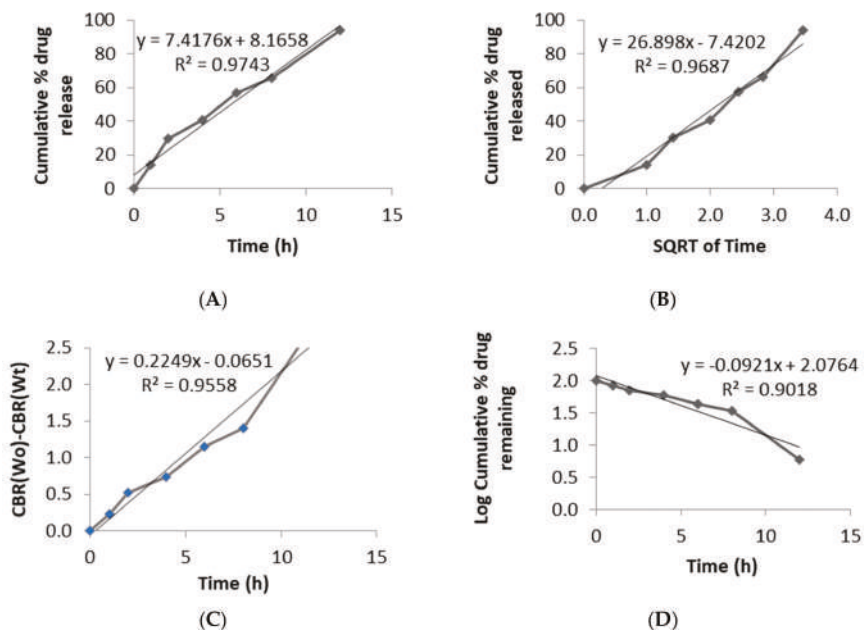 Cumulative % drug
release
100
80
60
40
20
0
y = 7.4176x + 8.1658
R² = 0.9743
0 5 10 15
Time (h)
(A)
Cumulative % drug
released
100
80
60
40
20
0
y = 26.898x - 7.4202
R² = 0.9687
0.0 1.0 2.0 3.0 4.0
SQRT of Time
(B)
CBR(Wo)-CBR(Wt)
2.5
2.0
1.5
1.0
0.5
0.0
y = 0.2249x - 0.0651
R² = 0.9558
0 5 10
Time (h)
(C)
Log Cumulative % drug
remaining
2.5
2.0
1.5
1.0
0.5
0.0
y = -0.0921x + 2.0764
R² = 0.9018
0 5 10 15
Time (h)
(D)